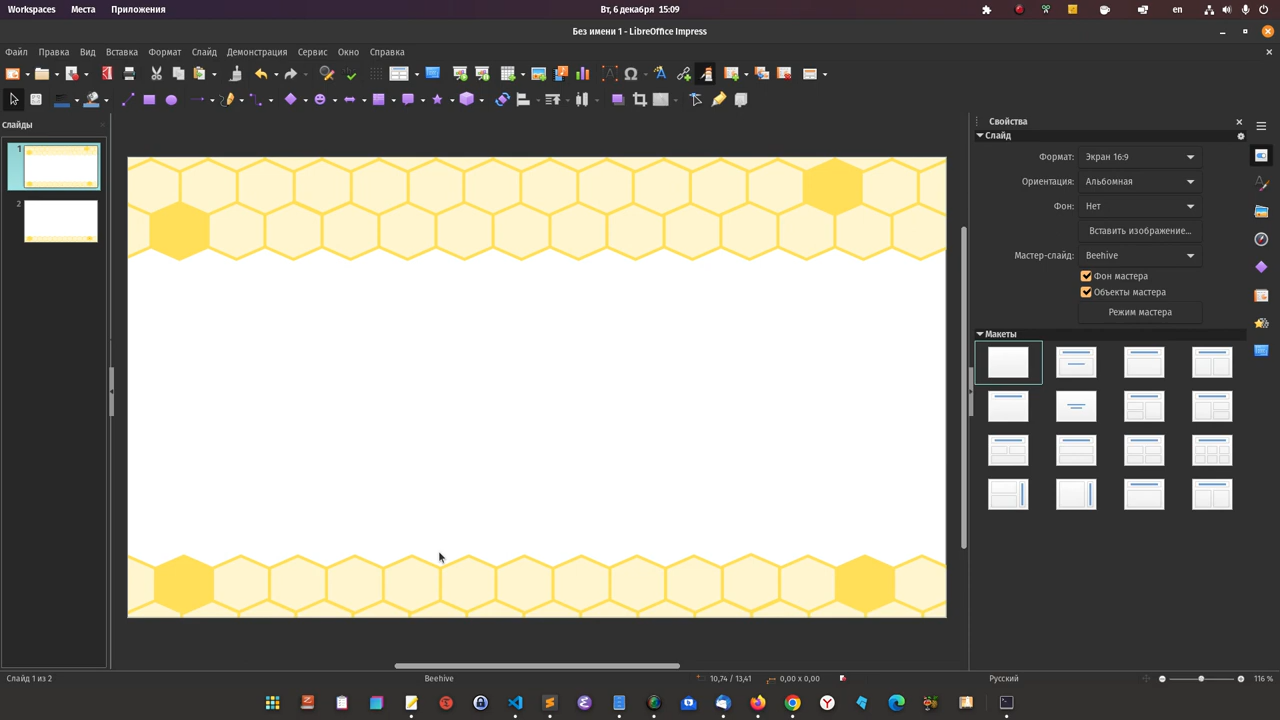 Workspaces Места Приложения Вт, 6 декабря 15:09 en
Без имени 1 - LibreOffice Impress
Файл Правка Вид Вставка Формат Слайд Демонстрация Сервис Окно Справка
Слайды
1
2
Свойства
Слайд
Формат: Экран 16:9
Ориентация: Альбомная
Фон: Нет
Вставить изображение...
Мастер-слайд: Beehive
Фон мастера
Объекты мастера
Режим мастера
Макеты
Слайд 1 из 2 Beehive 10,74 / 13,41 0,00 x 0,00 Русский 116 %